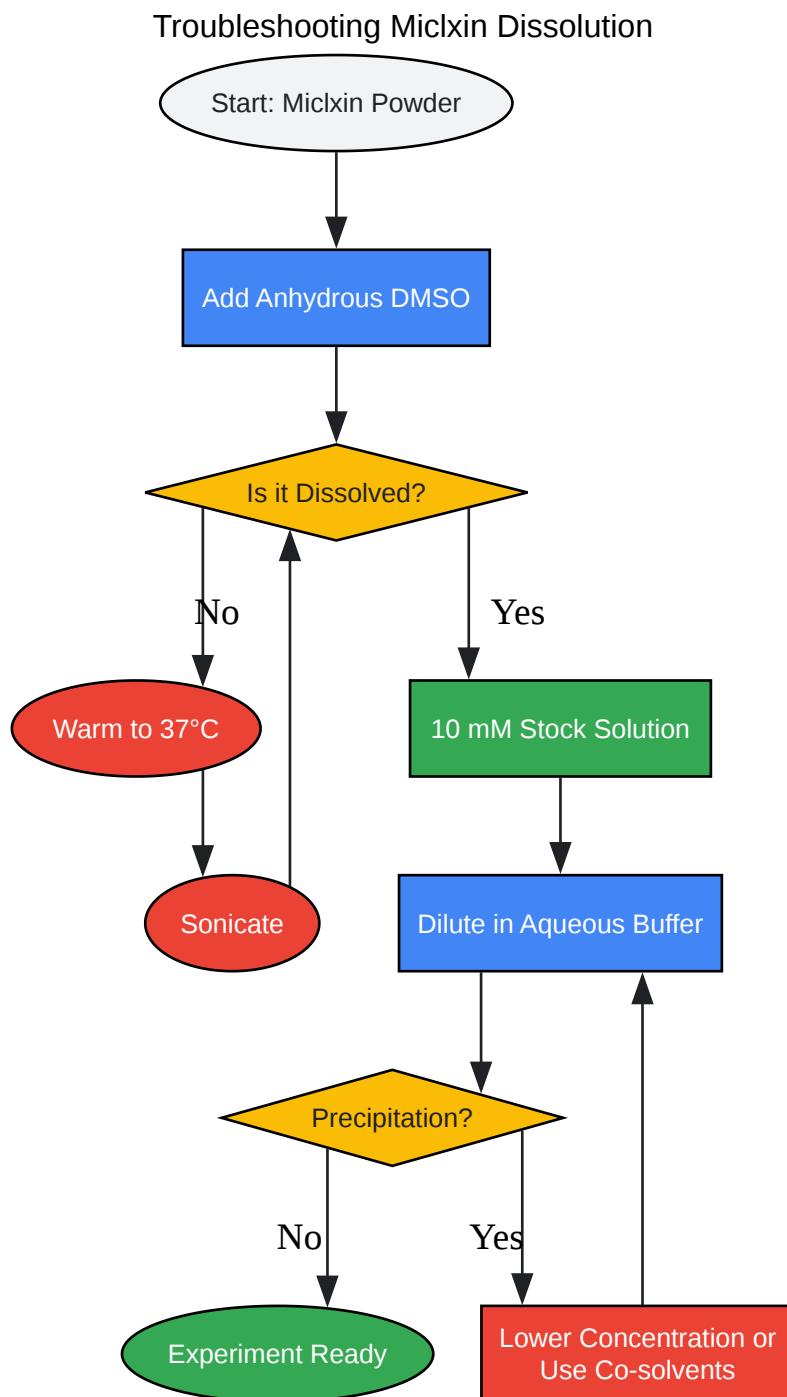 Troubleshooting Miclxin Dissolution
Start: Miclxin Powder
Add Anhydrous DMSO
Is it Dissolved?
No
Yes
Warm to 37°C
10 mM Stock Solution
Sonicate
Dilute in Aqueous Buffer
Precipitation?
No
Yes
Experiment Ready
Lower Concentration or
Use Co-solvents